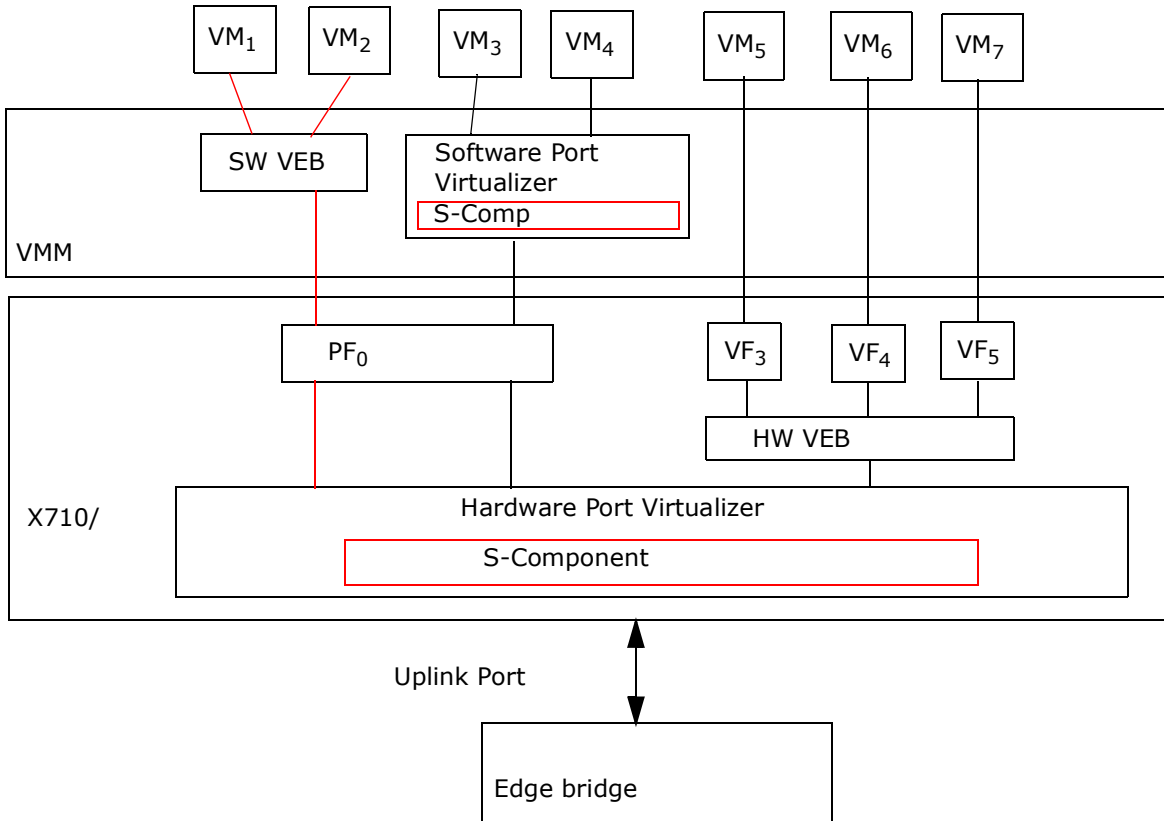 VM1 VM2 VM3 VM4 VM5 VM6 VM7
SW VEB
Software Port
Virtualizer
S-Comp
VMM
PF0
VF3 VF4 VF5
HW VEB
Hardware Port Virtualizer
X710/
S-Component
Uplink Port
Edge bridge